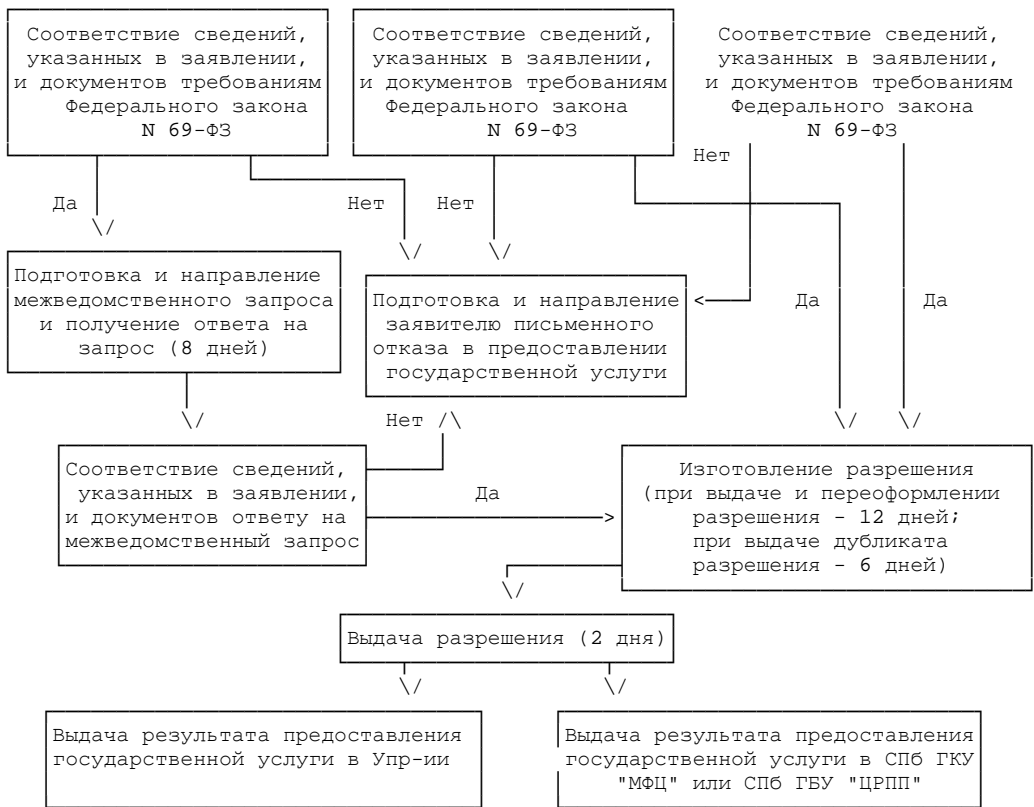 Соответствие сведений,
указанных в заявлении,
и документов требованиям
Федерального закона
N 69-ФЗ
Соответствие сведений,
указанных в заявлении,
и документов требованиям
Федерального закона
N 69-ФЗ
Соответствие сведений,
указанных в заявлении,
и документов требованиям
Федерального закона
N 69-ФЗ
Нет
Да
Нет
Нет
Подготовка и направление
межведомственного запроса
и получение ответа на
запрос (8 дней)
Подготовка и направление
заявителю письменного
отказа в предоставлении
государственной услуги
Да
Да
Нет
Соответствие сведений,
указанных в заявлении,
и документов ответу на
межведомственный запрос
Да
Изготовление разрешения
(при выдаче и переоформлении
разрешения - 12 дней;
при выдаче дубликата
разрешения - 6 дней)
Выдача разрешения (2 дня)
Выдача результата предоставления
государственной услуги в Упр-ии
Выдача результата предоставления
государственной услуги в СПб ГКУ
"МФЦ" или СПб ГБУ "ЦРПП"